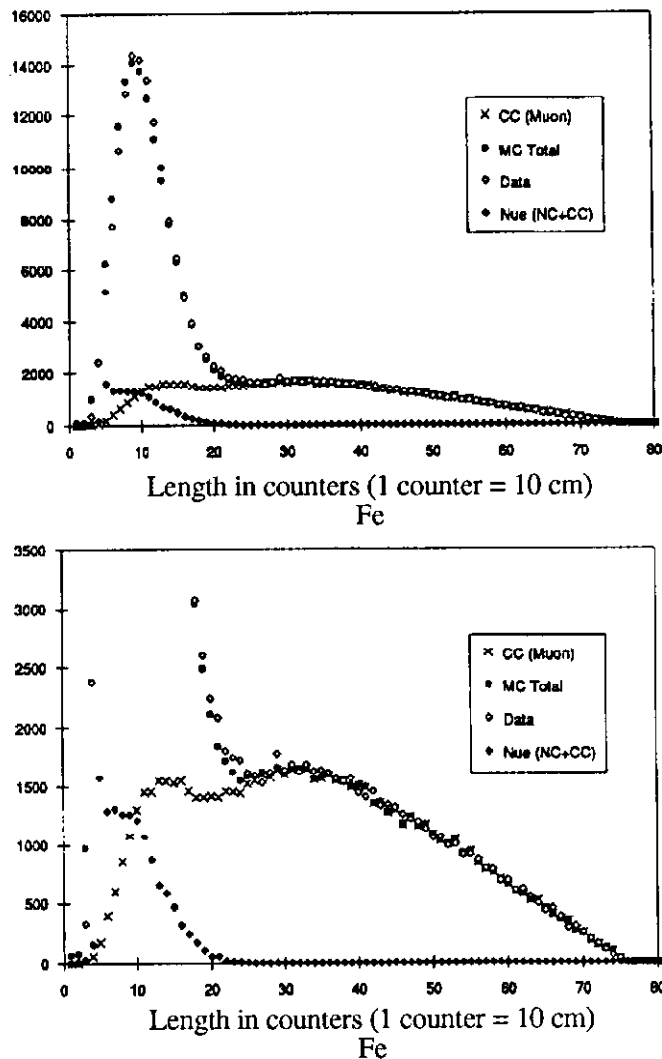 16000
14000
12000
10000
8000
6000
4000
2000
0
× CC (Muon)
MC Total
Data
Nue (NC+CC)
0 10 20 30 40 50 60 70 80
Length in counters (1 counter = 10 cm)
Fe
3500
3000
2500
2000
1500
1000
500
0
× CC (Muon)
MC Total
Data
Nue (NC+CC)
0 10 20 30 40 50 60 70 80
Length in counters (1 counter = 10 cm)
Fe